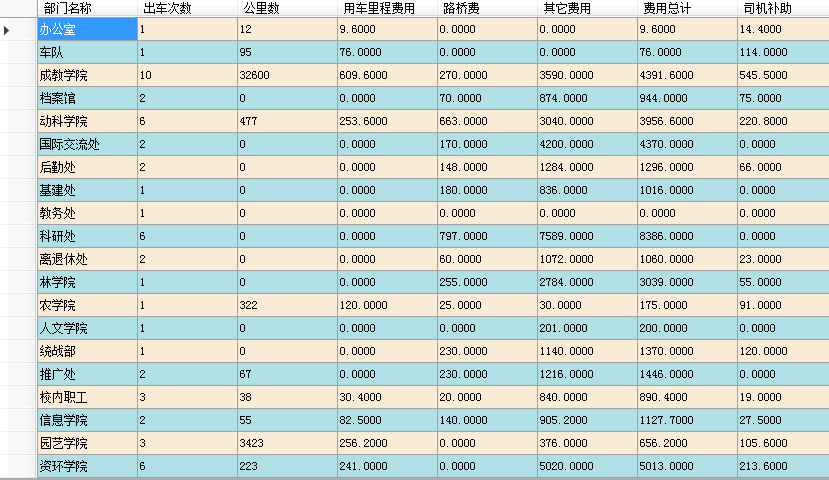 部门名称 出车次数 公里数 用车里程费用 路桥费 其它费用 费用总计 司机补助
办公室 1 12 9.6000 0.0000 0.0000 9.6000 14.4000
车队 1 95 76.0000 0.0000 0.0000 76.0000 114.0000
成教学院 10 32600 609.6000 270.0000 3590.0000 4391.6000 545.5000
档案馆 2 0 0.0000 70.0000 874.0000 944.0000 75.0000
动科学院 6 477 253.6000 663.0000 3040.0000 3956.6000 220.8000
国际交流处 2 0 0.0000 170.0000 4200.0000 4370.0000 0.0000
后勤处 2 0 0.0000 148.0000 1284.0000 1296.0000 66.0000
基建处 1 0 0.0000 180.0000 836.0000 1016.0000 0.0000
教务处 1 0 0.0000 0.0000 0.0000 0.0000 0.0000
科研处 6 0 0.0000 797.0000 7589.0000 8386.0000 0.0000
离退休处 2 0 0.0000 60.0000 1072.0000 1060.0000 23.0000
林学院 1 0 0.0000 255.0000 2784.0000 3039.0000 55.0000
农学院 1 322 120.0000 25.0000 30.0000 175.0000 91.0000
人文学院 1 0 0.0000 0.0000 201.0000 200.0000 0.0000
统战部 1 0 0.0000 230.0000 1140.0000 1370.0000 120.0000
推广处 2 67 0.0000 230.0000 1216.0000 1446.0000 0.0000
校内职工 3 38 30.4000 20.0000 840.0000 890.4000 19.0000
信息学院 2 55 82.5000 140.0000 905.2000 1127.7000 27.5000
园艺学院 3 3423 256.2000 0.0000 376.0000 656.2000 105.6000
资环学院 6 223 241.0000 0.0000 5020.0000 5013.0000 213.6000